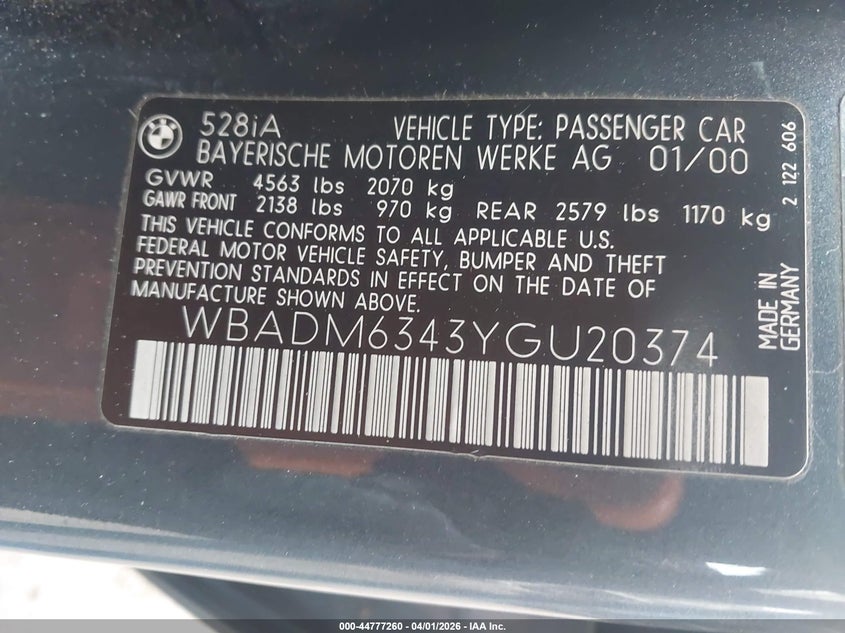 528iA VEHICLE TYPE: PASSENGER CAR
BAYERISCHE MOTOREN WERKE AG 01/00
GVWR 4563 lbs 2070 kg
GAWR FRONT 2138 lbs 970 kg REAR 2579 lbs 1170 kg
THIS VEHICLE CONFORMS TO ALL APPLICABLE U.S.
FEDERAL MOTOR VEHICLE SAFETY, BUMPER AND THEFT
PREVENTION STANDARDS IN EFFECT ON THE DATE OF
MANUFACTURE SHOWN ABOVE.
WBADM6343YGU20374
MADE IN
GERMANY
2 122 606
000-44777260 - 04/01/2026 - IAA Inc.